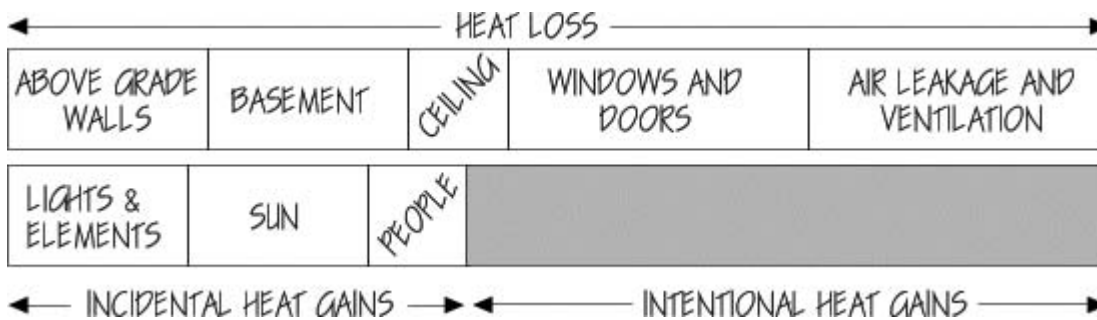 HEAT LOSS
ABOVE GRADE
WALLS
BASEMENT
CEILING
WINDOWS AND
DOORS
AIR LEAKAGE AND
VENTILATION
LIGHTS &
ELEMENTS
SUN
PEOPLE
INCIDENTAL HEAT GAINS
INTENTIONAL HEAT GAINS